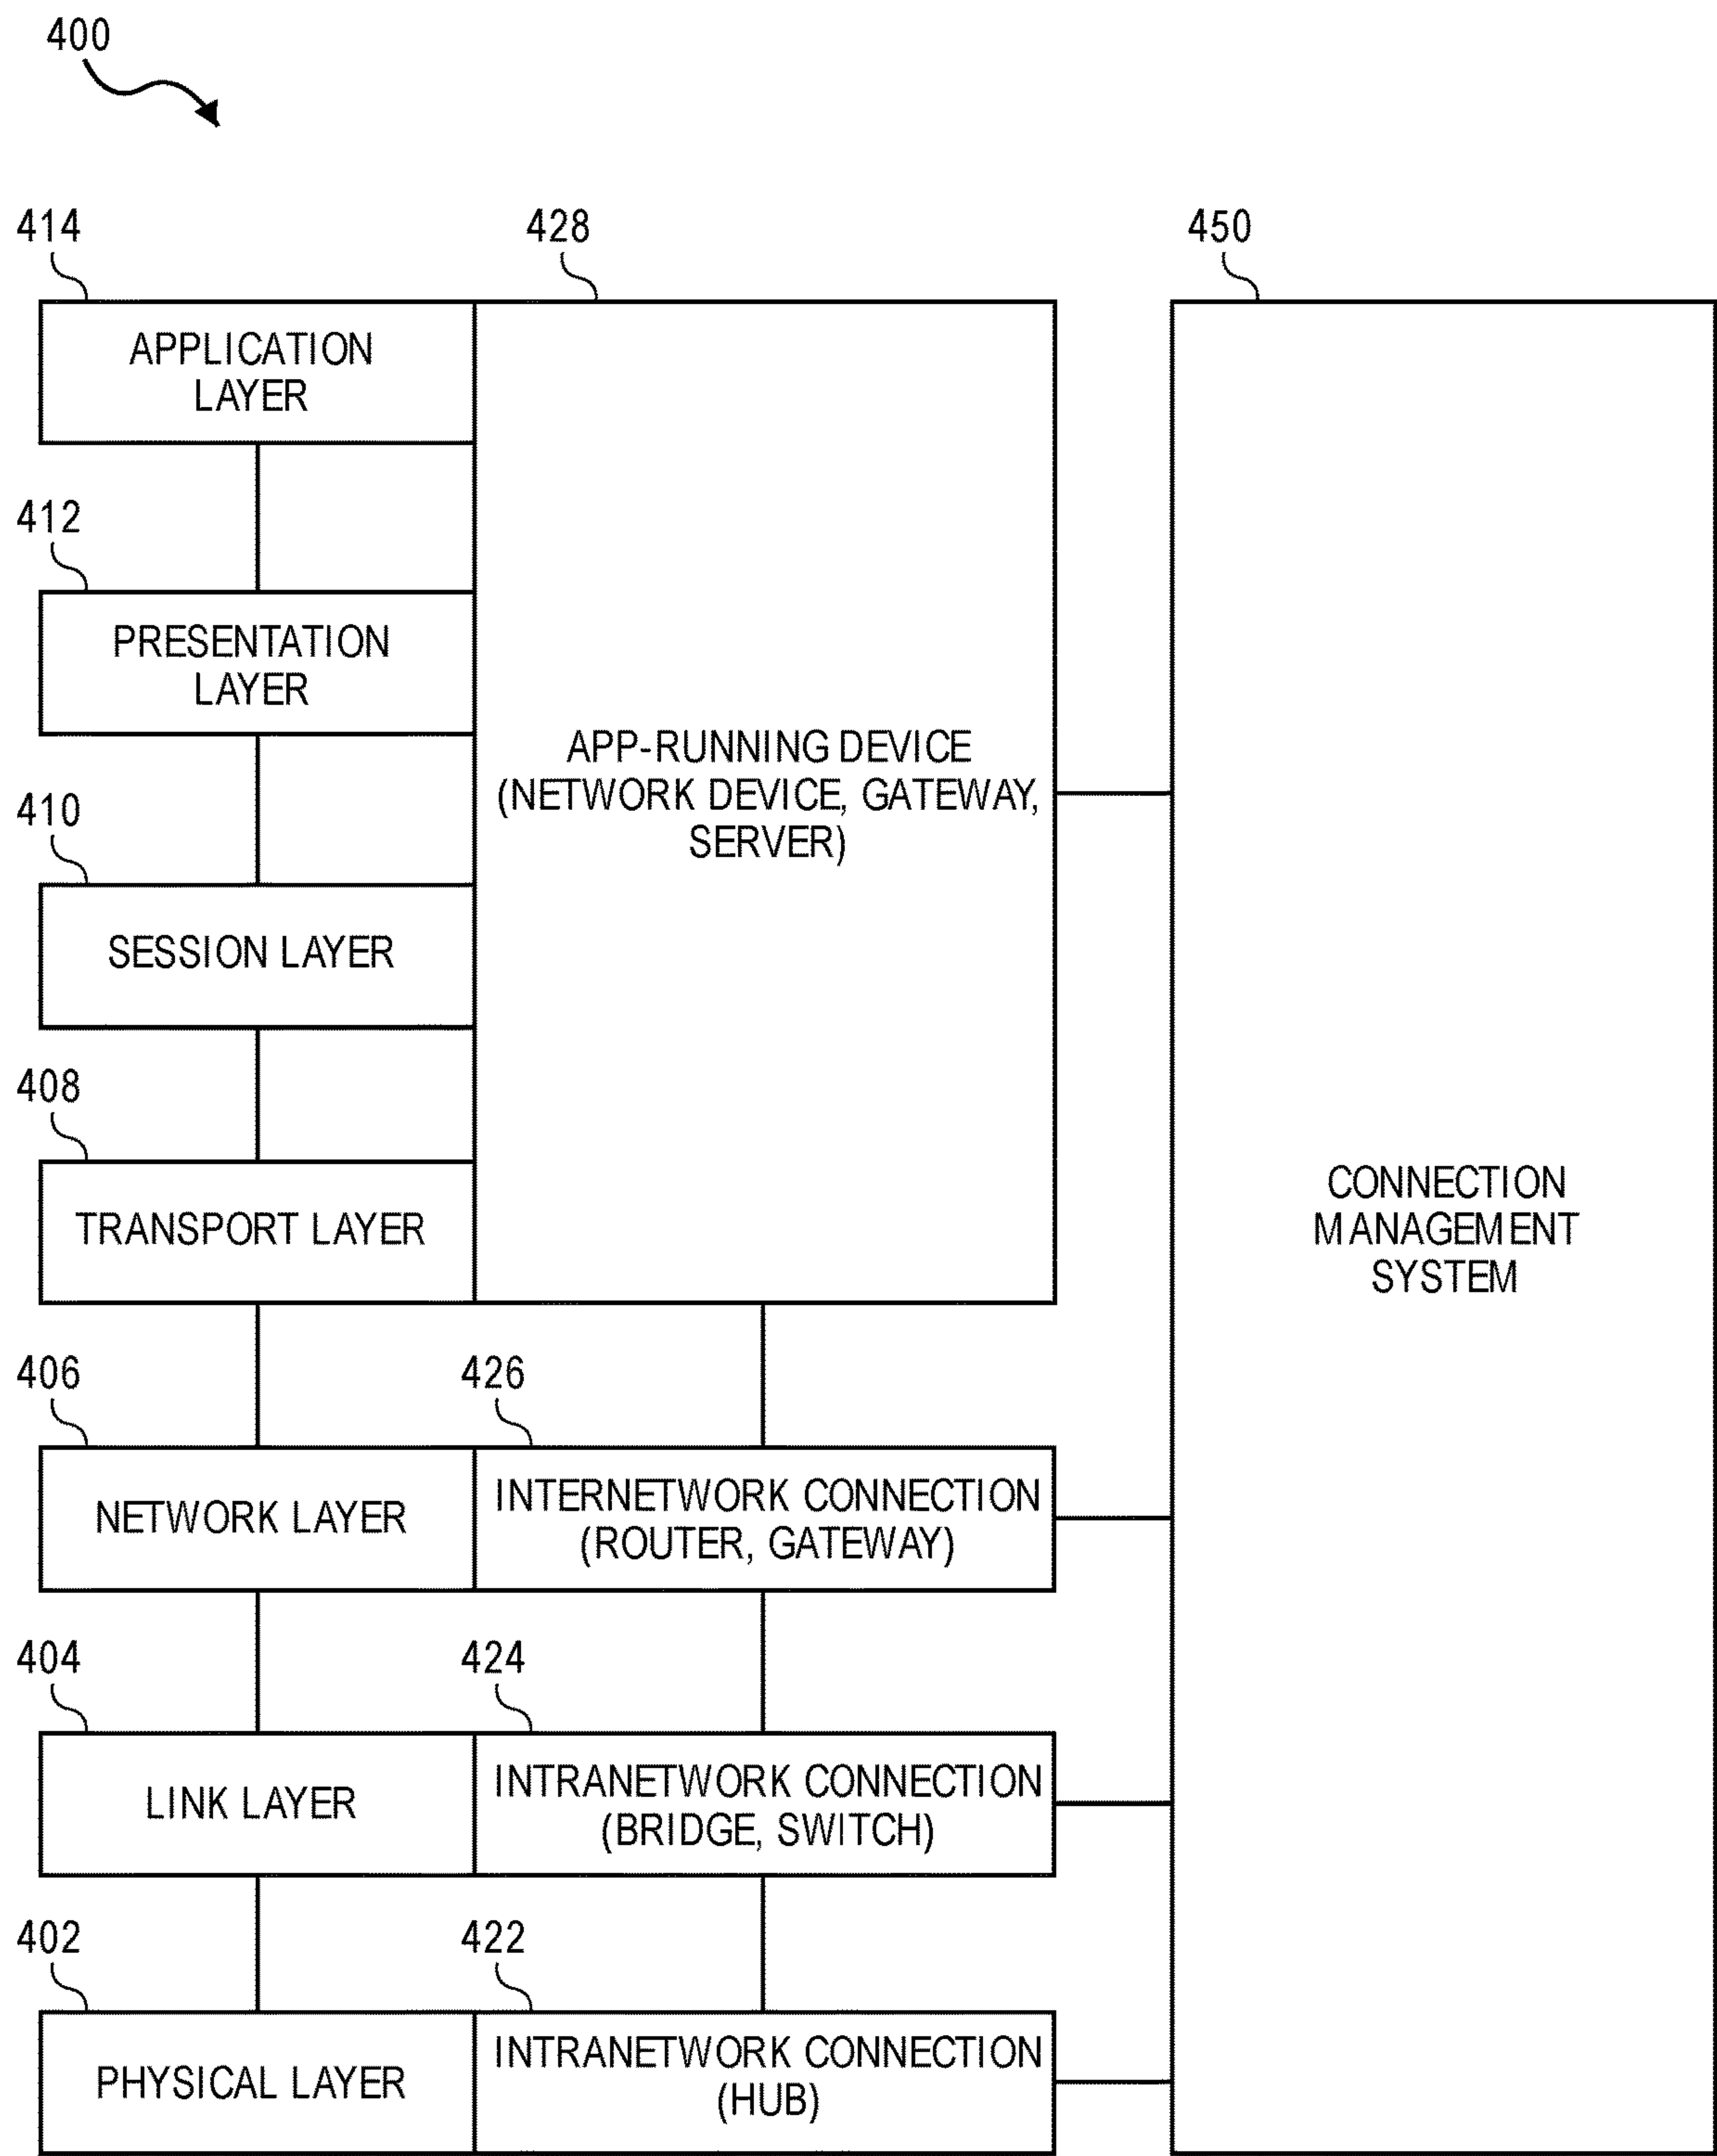 400
414
428
450
APPLICATION
LAYER
412
PRESENTATION
LAYER
APP-RUNNING DEVICE
(NETWORK DEVICE, GATEWAY,
SERVER)
410
SESSION LAYER
408
TRANSPORT LAYER
CONNECTION
MANAGEMENT
SYSTEM
406
426
NETWORK LAYER
INTERNETWORK CONNECTION
(ROUTER, GATEWAY)
404
424
LINK LAYER
INTRANETWORK CONNECTION
(BRIDGE, SWITCH)
402
422
PHYSICAL LAYER
INTRANETWORK CONNECTION
(HUB)